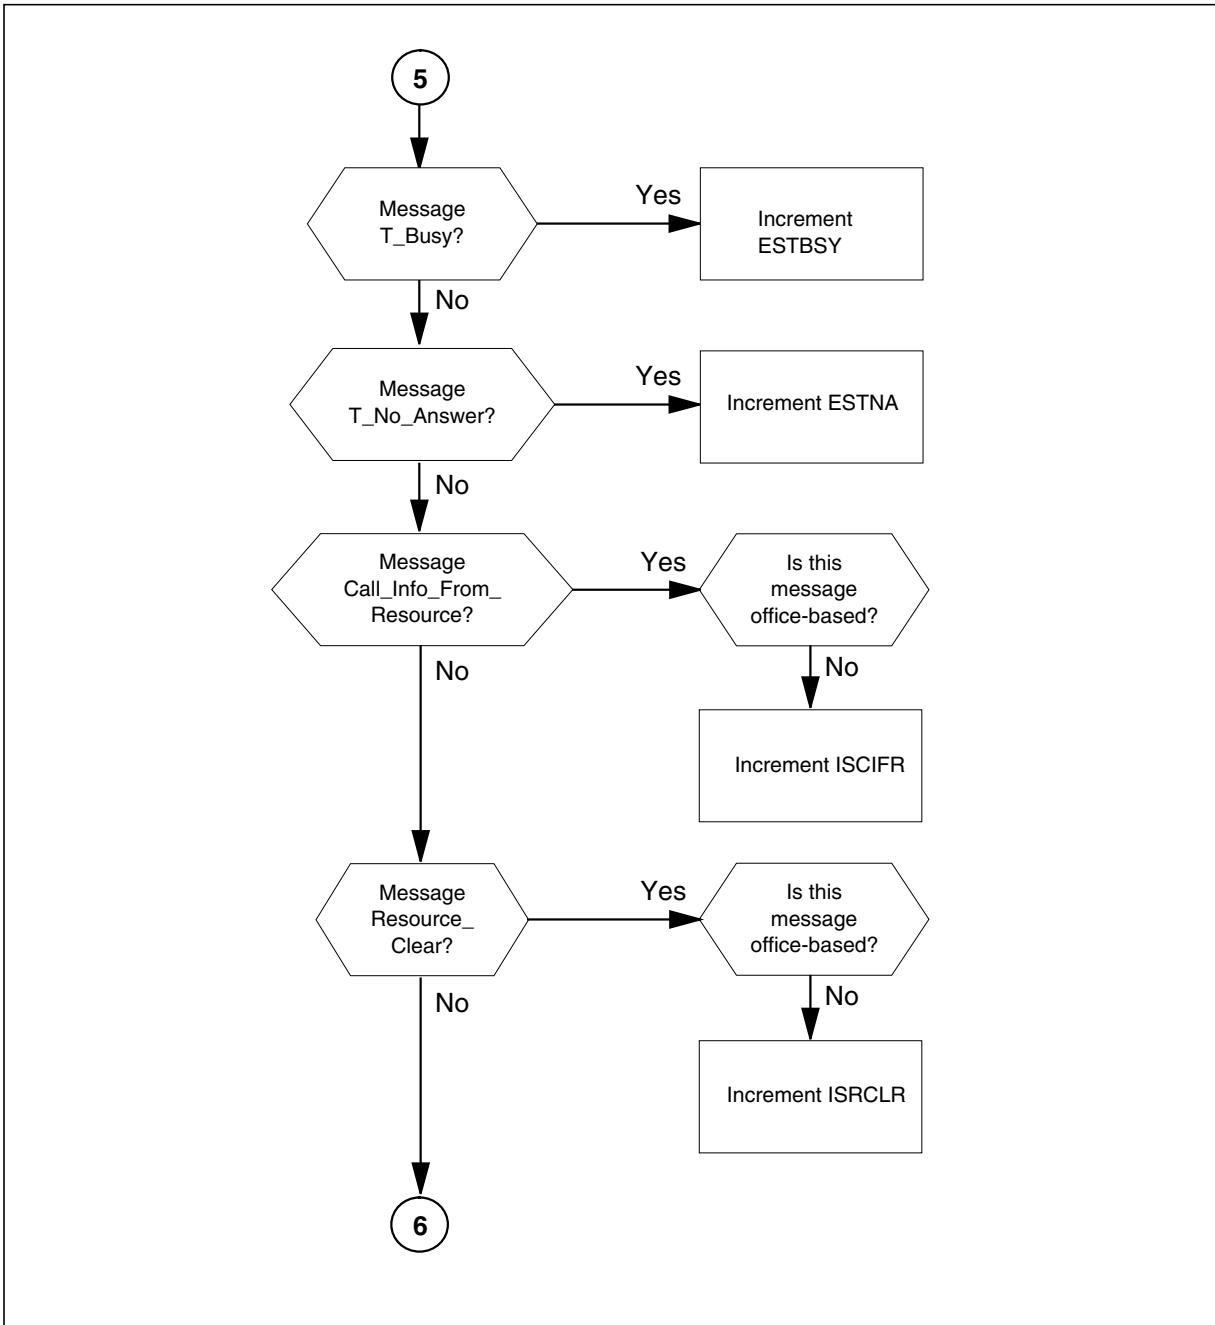 5
Message
T_Busy?
Yes
Increment
ESTBSY
No
Message
T_No_Answer?
Yes
Increment ESTNA
No
Message
Call_Info_From_
Resource?
Yes
Is this
message
office-based?
No
No
Increment ISCIFR
Message
Resource_
Clear?
Yes
Is this
message
office-based?
No
No
Increment ISRCLR
6